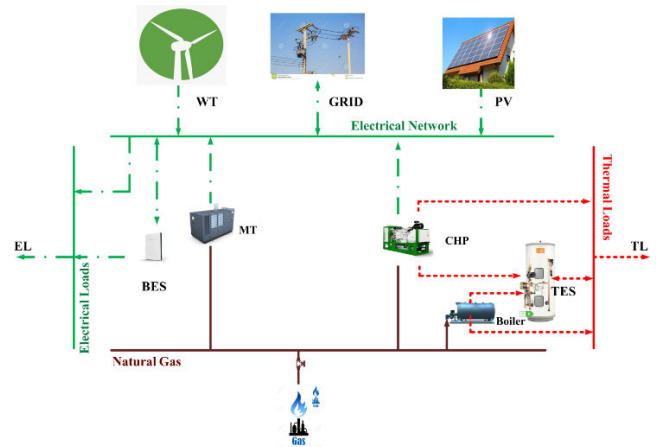 WT
GRID
PV
Electrical Network
Thermal Loads
MT
CHP
EL
BES
TES
TL
Electrical Loads
Boiler
Natural Gas
Gas